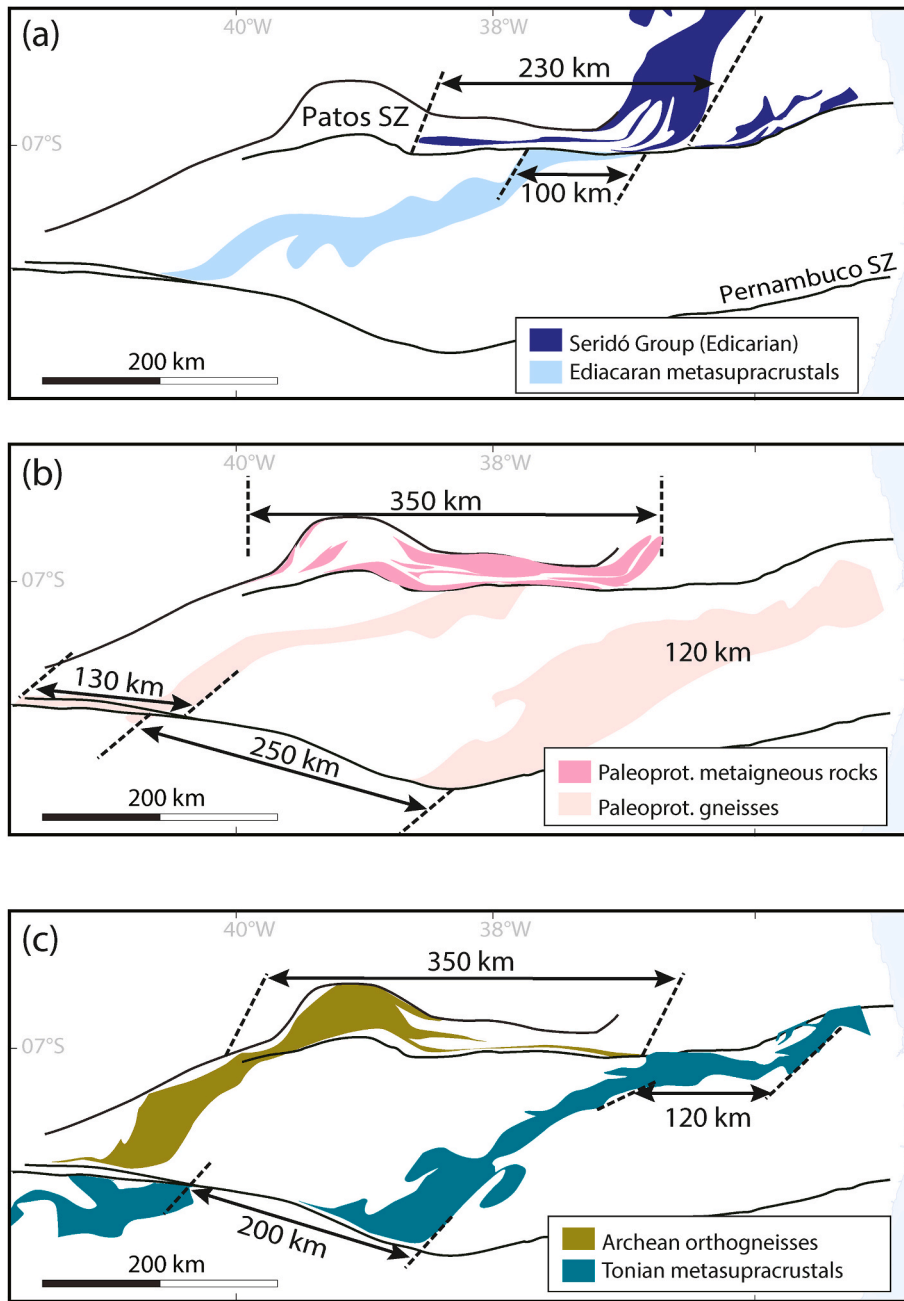 (a)
40°W
38°W
230 km
Patos SZ
07°S
100 km
Pernambuco SZ
Seridó Group (Edicarian)
Ediacaran metasupracrustals
200 km
(b)
40°W
38°W
350 km
07°S
120 km
130 km
250 km
Paleoprot. metaigneous rocks
Paleoprot. gneisses
200 km
(c)
40°W
38°W
350 km
07°S
120 km
200 km
Archean orthogneisses
Tonian metasupracrustals
200 km